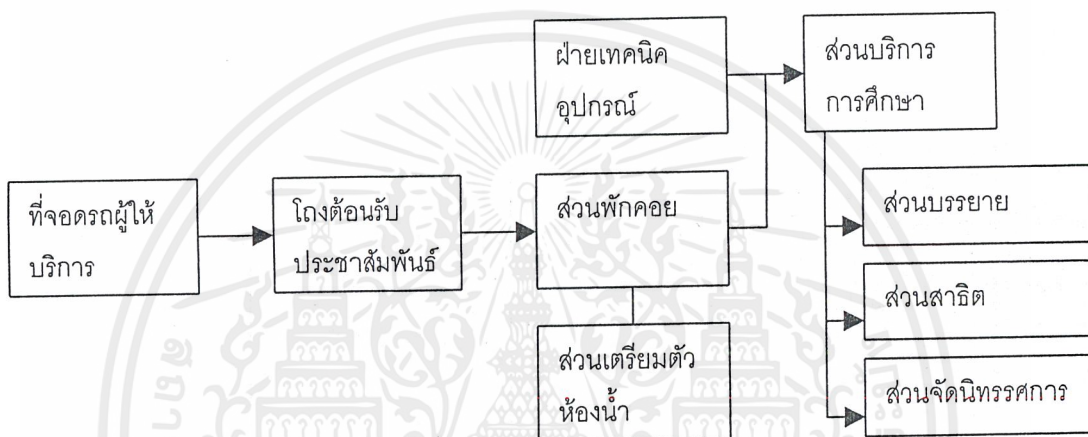 ฝ่ายเทคนิค
อุปกรณ์
ส่วนบริการ
การศึกษา
ที่จอดรถผู้ให้
บริการ
โถงต้อนรับ
ประชาสัมพันธ์
ส่วนพักคอย
ส่วนบรรยาย
ส่วนสาธิต
ส่วนเตรียมตัว
ห้องน้ำ
ส่วนจัดนิทรรศการ